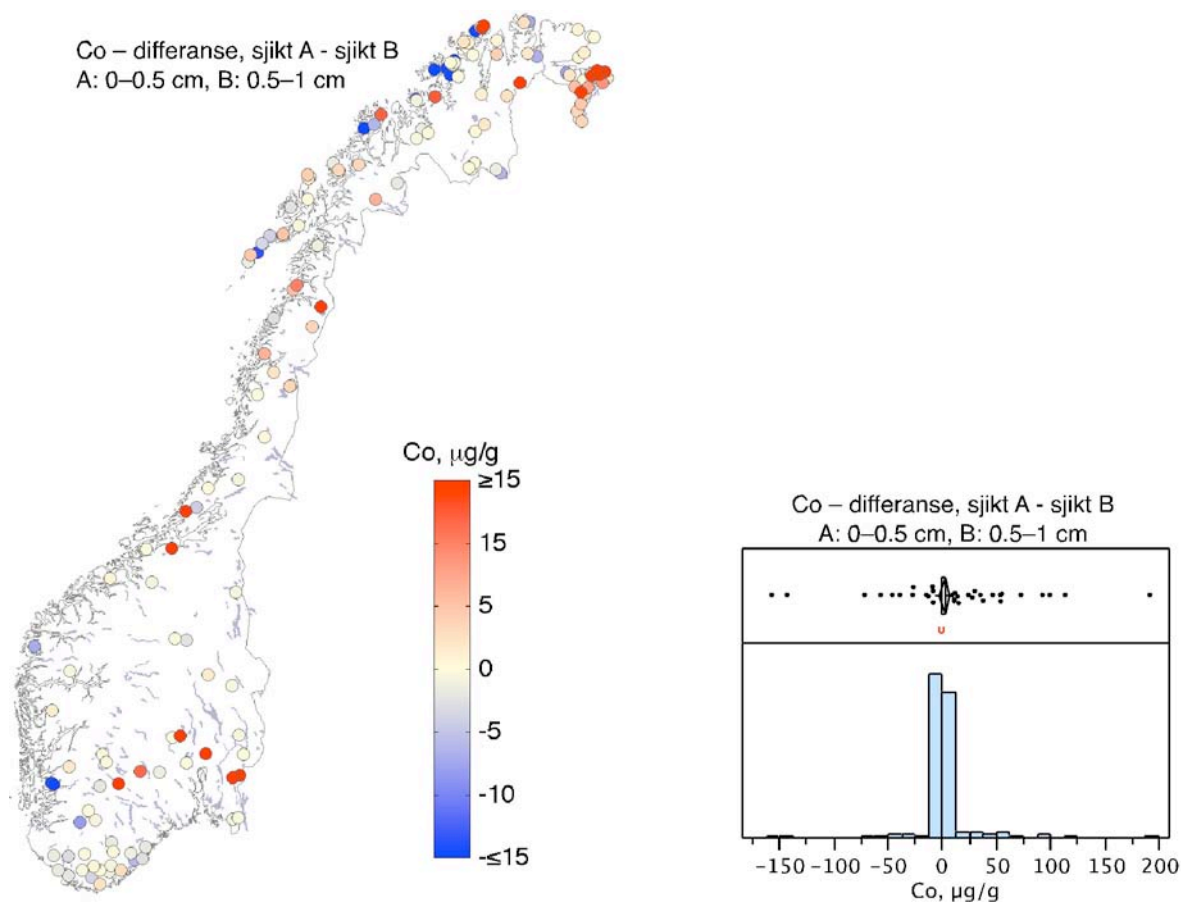 Co – differanse, sjikt A - sjikt B
A: 0–0.5 cm, B: 0.5–1 cm
Co, µg/g
≥15
15
5
0
-5
-10
-≤15
Co – differanse, sjikt A - sjikt B
A: 0–0.5 cm, B: 0.5–1 cm
-150 -100 -50 0 50 100 150 200
Co, µg/g